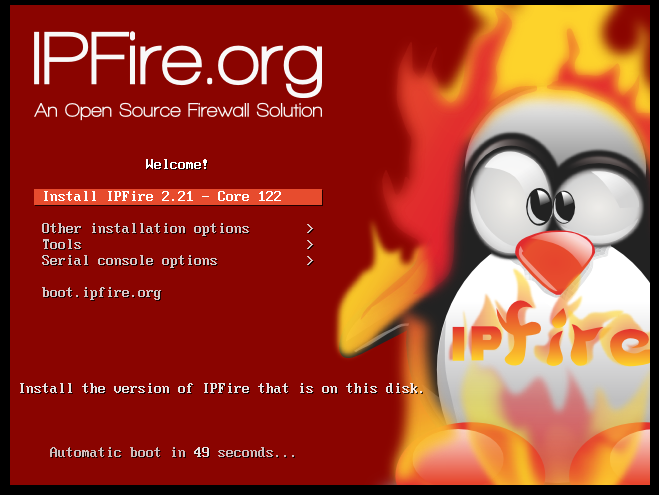 IPFire.org
An Open Source Firewall Solution
Welcome!
Install IPFire 2.21 - Core 122
Other installation options >
Tools >
Serial console options >
boot.ipfire.org
IPfire
Install the version of IPFire that is on this disk.
Automatic boot in 49 seconds...